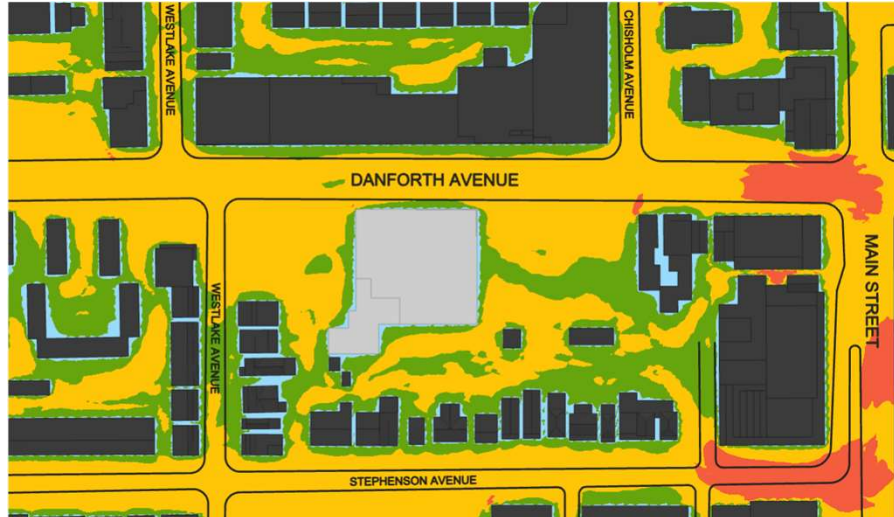 WESTLAKE AVENUE
CHISHOLM AVENUE
DANFORTH AVENUE
MAIN STREET
WESTLAKE AVENUE
STEPHENSON AVENUE